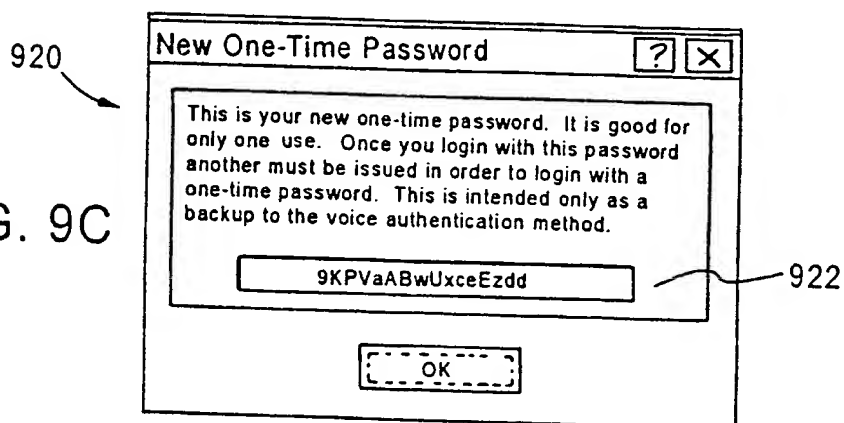 920
New One-Time Password ? X
This is your new one-time password. It is good for
only one use. Once you login with this password
another must be issued in order to login with a
one-time password. This is intended only as a
backup to the voice authentication method.
G. 9C
9KPVaABwUxceEzdd
922
OK